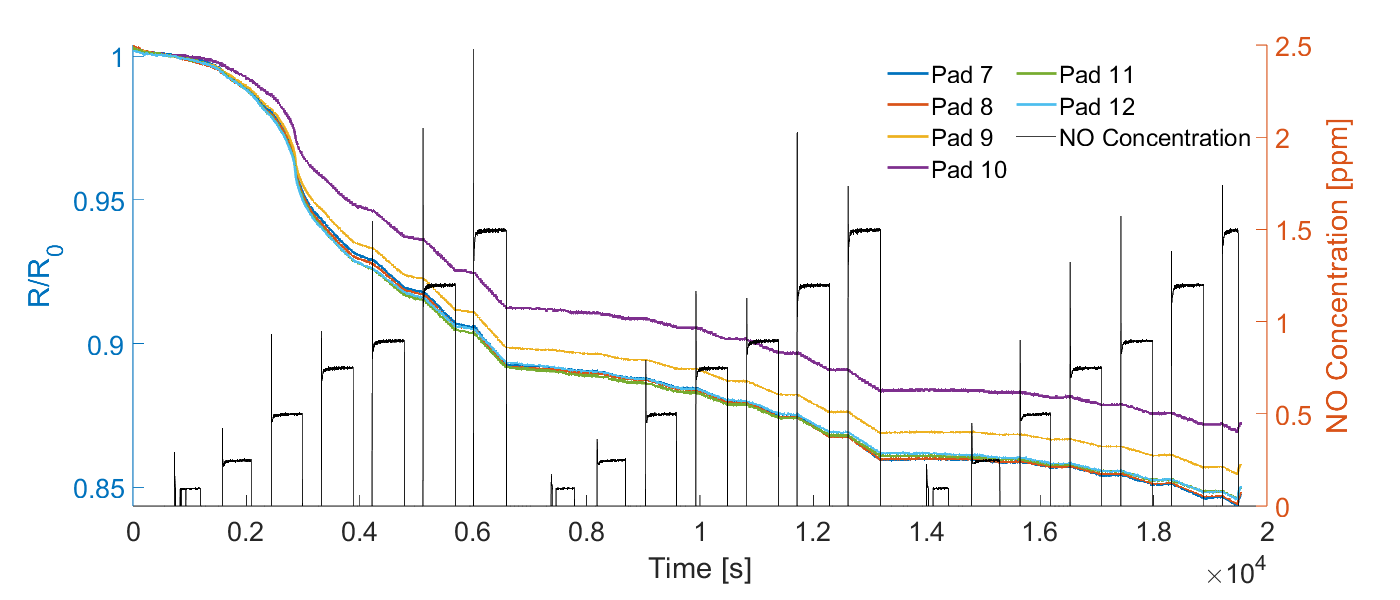 R/R0
1
0.95
0.9
0.85
Pad 7
Pad 8
Pad 9
Pad 10
Pad 11
Pad 12
NO Concentration
2.5
2
1.5
1
0.5
0
NO Concentration [ppm]
0 0.2 0.4 0.6 0.8 1 1.2 1.4 1.6 1.8 2
Time [s]
×10^4